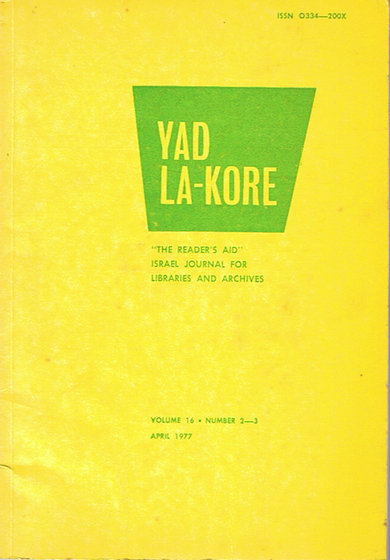 ISSN O334—200X
YAD
LA-KORE
"THE READER'S AID"
ISRAEL JOURNAL FOR
LIBRARIES AND ARCHIVES
VOLUME 16 • NUMBER 2—3
APRIL 1977